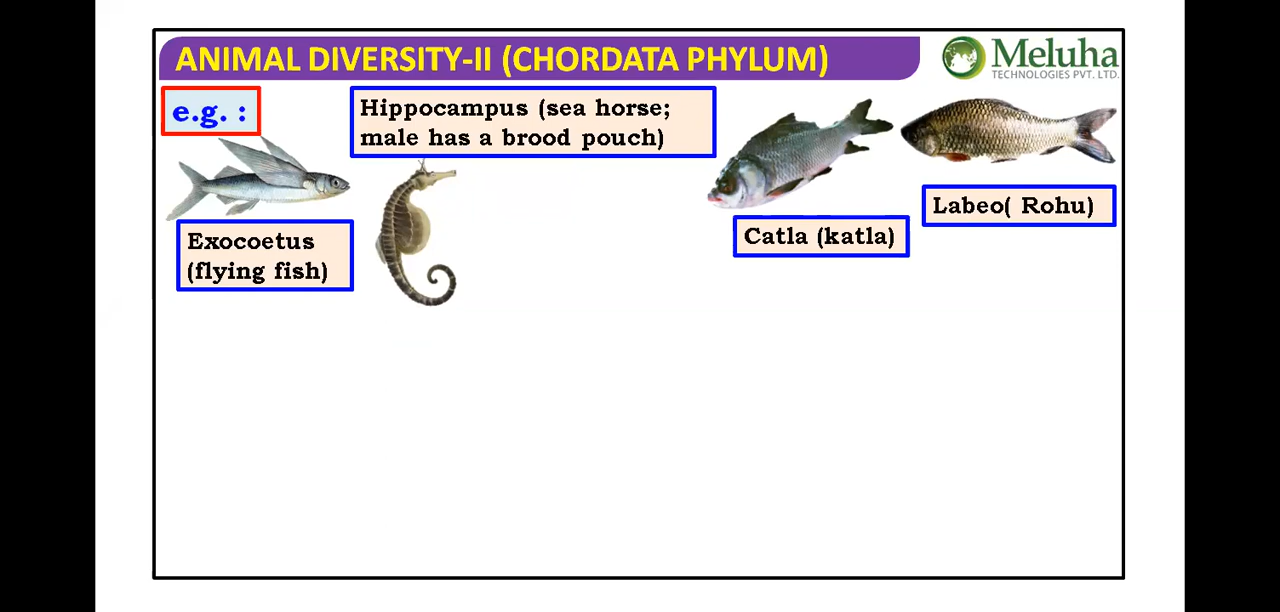 ANIMAL DIVERSITY-II (CHORDATA PHYLUM)
Meluha
TECHNOLOGIES PVT. LTD.
e.g. :
Hippocampus (sea horse;
male has a brood pouch)
Exocoetus
(flying fish)
Catla (katla)
Labeo( Rohu)